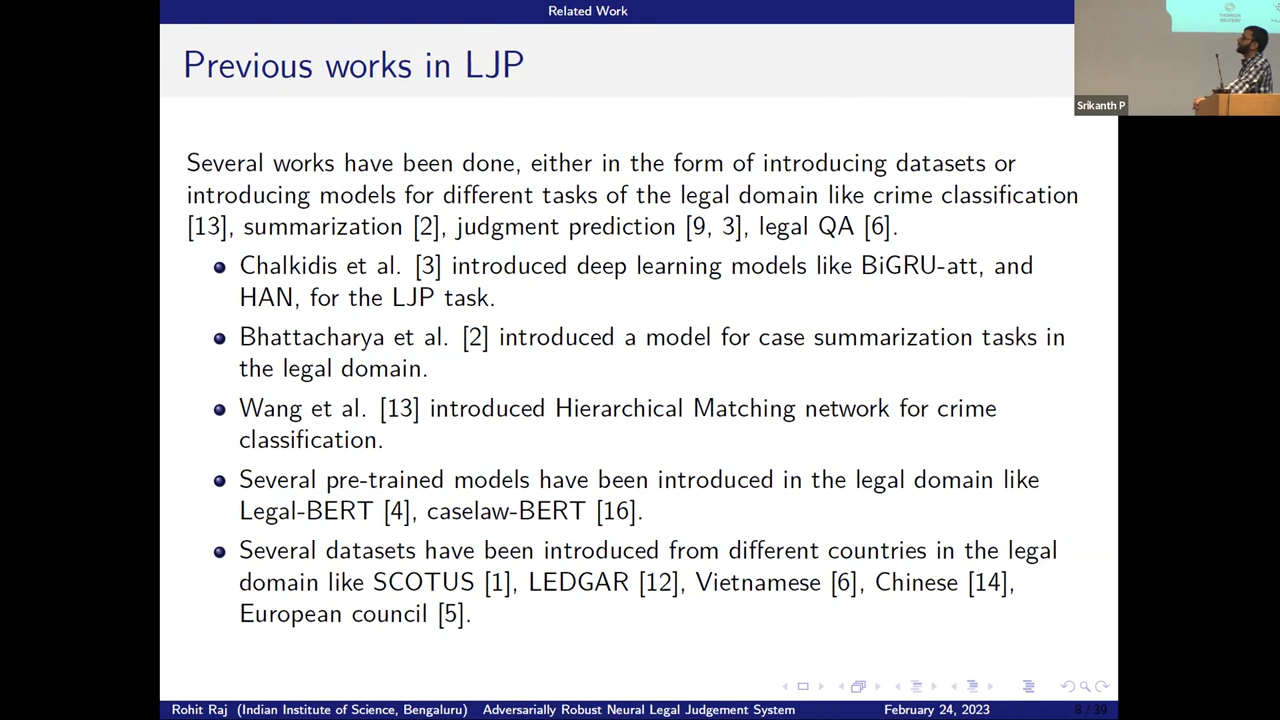 Related Work
Previous works in LJP
THOMSON
REUTERS
Srikanth P
Several works have been done, either in the form of introducing datasets or
introducing models for different tasks of the legal domain like crime classification
[13], summarization [2], judgment prediction [9, 3], legal QA [6].
Chalkidis et al. [3] introduced deep learning models like BiGRU-att, and
HAN, for the LJP task.
Bhattacharya et al. [2] introduced a model for case summarization tasks in
the legal domain.
Wang et al. [13] introduced Hierarchical Matching network for crime
classification.
Several pre-trained models have been introduced in the legal domain like
Legal-BERT [4], caselaw-BERT [16].
Several datasets have been introduced from different countries in the legal
domain like SCOTUS [1], LEDGAR [12], Vietnamese [6], Chinese [14],
European council [5].
Rohit Raj (Indian Institute of Science, Bengaluru) Adversarially Robust Neural Legal Judgement System February 24, 2023 8 / 39